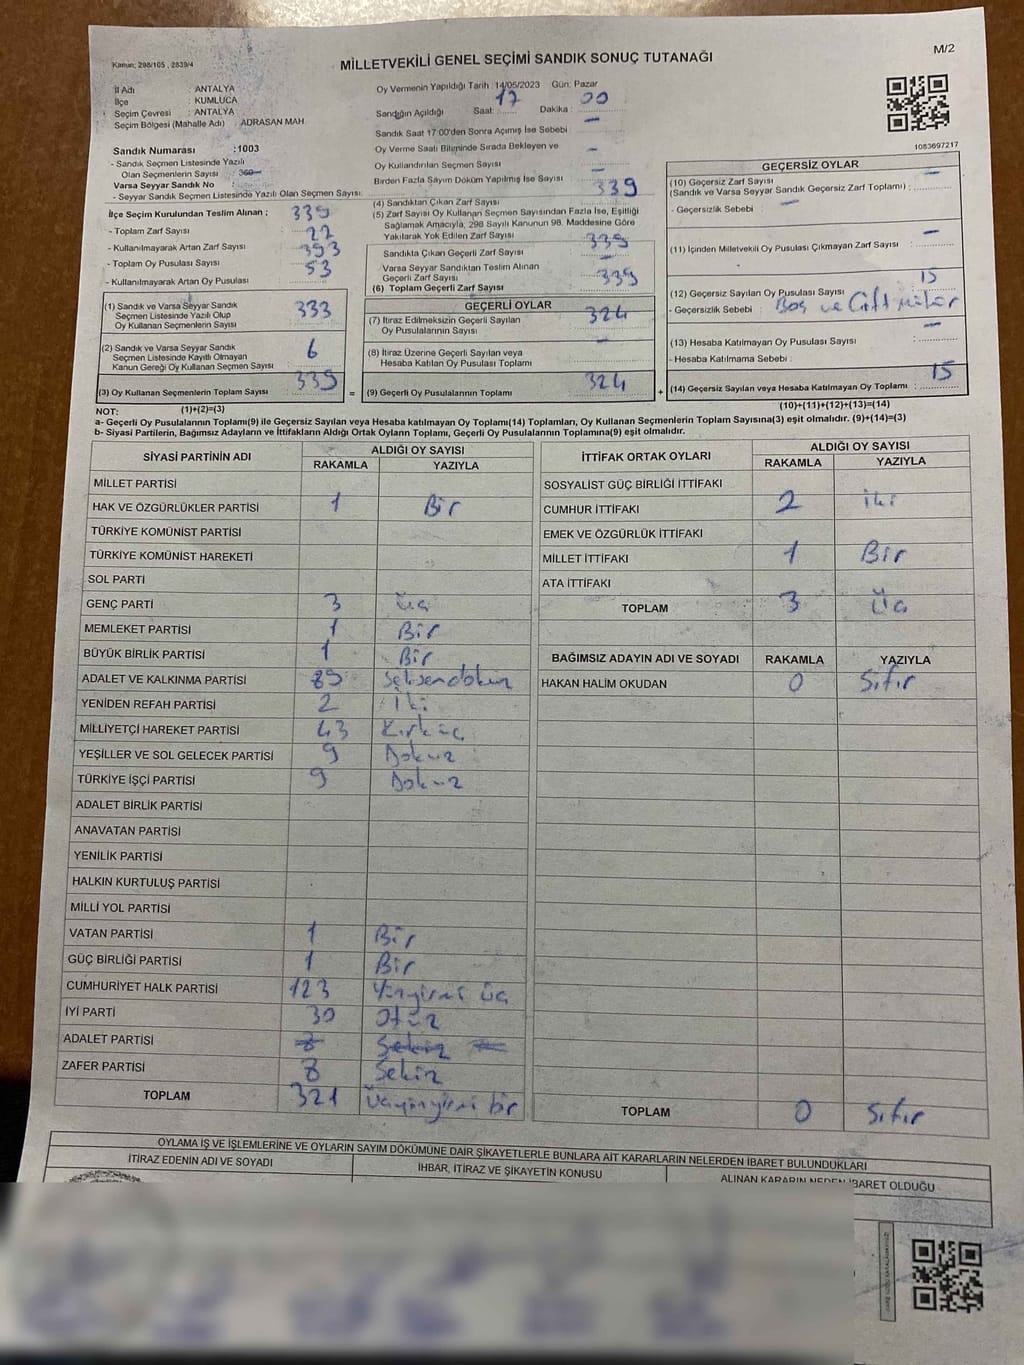 Kanun: 298/105 , 2839/4
MİLLETVEKİLİ GENEL SEÇİMİ SANDIK SONUÇ TUTANAĞI
M/2
İl Adı : ANTALYA
İlçe : KUMLUCA
Seçim Çevresi : ANTALYA
Seçim Bölgesi (Mahalle Adı) : ADRASAN MAH.
Sandık Numarası :1003
- Sandık Seçmen Listesinde Yazılı
Olan Seçmenlerin Sayısı : 360
Varsa Seyyar Sandık No :
- Seyyar Sandık Seçmen Listesinde Yazılı Olan Seçmen Sayısı:
Oy Vermenin Yapıldığı Tarih : 14/05/2023 Gün: Pazar
Sandığın Açıldığı Saat: 17 Dakika : 00
Sandık Saat 17:00'den Sonra Açımış İse Sebebi : —
Oy Verme Saati Bitiminde Sırada Bekleyen ve
Oy Kullandırılan Seçmen Sayısı : —
Birden Fazla Sayım Döküm Yapılmış İse Sayısı : —
1083697217
İlçe Seçim Kurulundan Teslim Alınan ;
- Toplam Zarf Sayısı : 339
- Kullanılmayarak Artan Zarf Sayısı : 22
- Toplam Oy Pusulası Sayısı : 393
- Kullanılmayarak Artan Oy Pusulası : 53
(1) Sandık ve Varsa Seyyar Sandık
Seçmen Listesinde Yazılı Olup
Oy Kullanan Seçmenlerin Sayısı : 333
(2) Sandık ve Varsa Seyyar Sandık
Seçmen Listesinde Kayıtlı Olmayan
Kanun Gereği Oy Kullanan Seçmen Sayısı : 6
(3) Oy Kullanan Seçmenlerin Toplam Sayısı : 339
(1)+(2)=(3)
(4) Sandıktan Çıkan Zarf Sayısı : 339
(5) Zarf Sayısı Oy Kullanan Seçmen Sayısından Fazla İse, Eşitliği
Sağlamak Amacıyla, 298 Sayılı Kanunun 98. Maddesine Göre
Yakılarak Yok Edilen Zarf Sayısı :
Sandıkta Çıkan Geçerli Zarf Sayısı : 339
Varsa Seyyar Sandıktan Teslim Alınan
Geçerli Zarf Sayısı : —
(6) Toplam Geçerli Zarf Sayısı : 339
GEÇERLİ OYLAR
(7) İtiraz Edilmeksizin Geçerli Sayılan
Oy Pusulalarının Sayısı : 324
(8) İtiraz Üzerine Geçerli Sayılan veya
Hesaba Katılan Oy Pusulası Toplamı : —
= (9) Geçerli Oy Pusulalarının Toplamı : 324 +
GEÇERSİZ OYLAR
(10) Geçersiz Zarf Sayısı
(Sandık ve Varsa Seyyar Sandık Geçersiz Zarf Toplamı) : —
- Geçersizlik Sebebi : —
(11) İçinden Milletvekili Oy Pusulası Çıkmayan Zarf Sayısı : —
(12) Geçersiz Sayılan Oy Pusulası Sayısı : 15
- Geçersizlik Sebebi : Boş ve Çift mühür
(13) Hesaba Katılmayan Oy Pusulası Sayısı : —
- Hesaba Katılmama Sebebi :
(14) Geçersiz Sayılan veya Hesaba Katılmayan Oy Toplamı : 15
(10)+(11)+(12)+(13)=(14)
NOT:
a- Geçerli Oy Pusulalarının Toplamı(9) ile Geçersiz Sayılan veya Hesaba Katılmayan Oy Toplamı(14) Toplamları, Oy Kullanan Seçmenlerin Toplam Sayısına(3) eşit olmalıdır. (9)+(14)=(3)
b- Siyasi Partilerin, Bağımsız Adayların ve İttifakların Aldığı Ortak Oyların Toplamı, Geçerli Oy Pusulalarının Toplamına(9) eşit olmalıdır.
SİYASİ PARTİNİN ADI ALDIĞI OY SAYISI
RAKAMLA YAZIYLA
MİLLET PARTİSİ
HAK VE ÖZGÜRLÜKLER PARTİSİ 1 Bir
TÜRKİYE KOMÜNİST PARTİSİ
TÜRKİYE KOMÜNİST HAREKETİ
SOL PARTİ
GENÇ PARTİ 3 Üç
MEMLEKET PARTİSİ 1 Bir
BÜYÜK BİRLİK PARTİSİ 1 Bir
ADALET VE KALKINMA PARTİSİ 89 Seksendokuz
YENİDEN REFAH PARTİSİ 2 İki
MİLLİYETÇİ HAREKET PARTİSİ 43 Kırküç
YEŞİLLER VE SOL GELECEK PARTİSİ 9 Dokuz
TÜRKİYE İŞÇİ PARTİSİ 9 Dokuz
ADALET BİRLİK PARTİSİ
ANAVATAN PARTİSİ
YENİLİK PARTİSİ
HALKIN KURTULUŞ PARTİSİ
MİLLİ YOL PARTİSİ
VATAN PARTİSİ 1 Bir
GÜÇ BİRLİĞİ PARTİSİ 1 Bir
CUMHURİYET HALK PARTİSİ 123 Yüzyirmi üç
İYİ PARTİ 30 Otuz
ADALET PARTİSİ 8 Sekiz
ZAFER PARTİSİ 8 Sekiz
TOPLAM 321 Üçyüzyirmi bir
İTTİFAK ORTAK OYLARI ALDIĞI OY SAYISI
RAKAMLA YAZIYLA
SOSYALİST GÜÇ BİRLİĞİ İTTİFAKI
CUMHUR İTTİFAKI 2 İki
EMEK VE ÖZGÜRLÜK İTTİFAKI
MİLLET İTTİFAKI 1 Bir
ATA İTTİFAKI
TOPLAM 3 Üç
BAĞIMSIZ ADAYIN ADI VE SOYADI RAKAMLA YAZIYLA
HAKAN HALİM OKUDAN 0 Sıfır
TOPLAM 0 Sıfır
OYLAMA İŞ VE İŞLEMLERİNE VE OYLARIN SAYIM DÖKÜMÜNE DAİR ŞİKAYETLERLE BUNLARA AİT KARARLARIN NELERDEN İBARET BULUNDUKLARI
İTİRAZ EDENİN ADI VE SOYADI
İHBAR, İTİRAZ VE ŞİKAYETİN KONUSU
ALINAN KARARIN NEDEN İBARET OLDUĞU